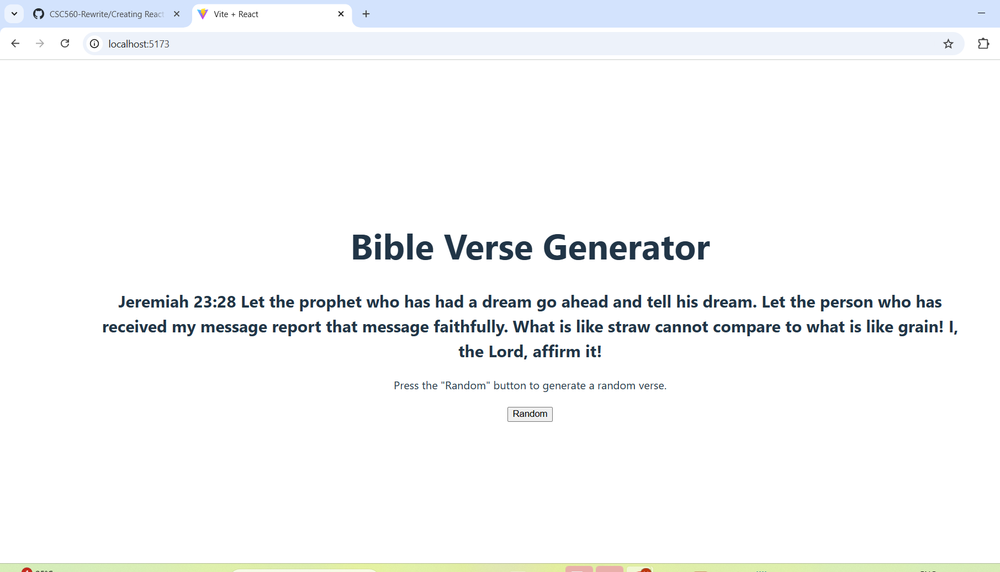 CSC560-Rewrite/Creating React
Vite + React
localhost:5173
Bible Verse Generator
Jeremiah 23:28 Let the prophet who has had a dream go ahead and tell his dream. Let the person who has
received my message report that message faithfully. What is like straw cannot compare to what is like grain! I,
the Lord, affirm it!
Press the "Random" button to generate a random verse.
Random